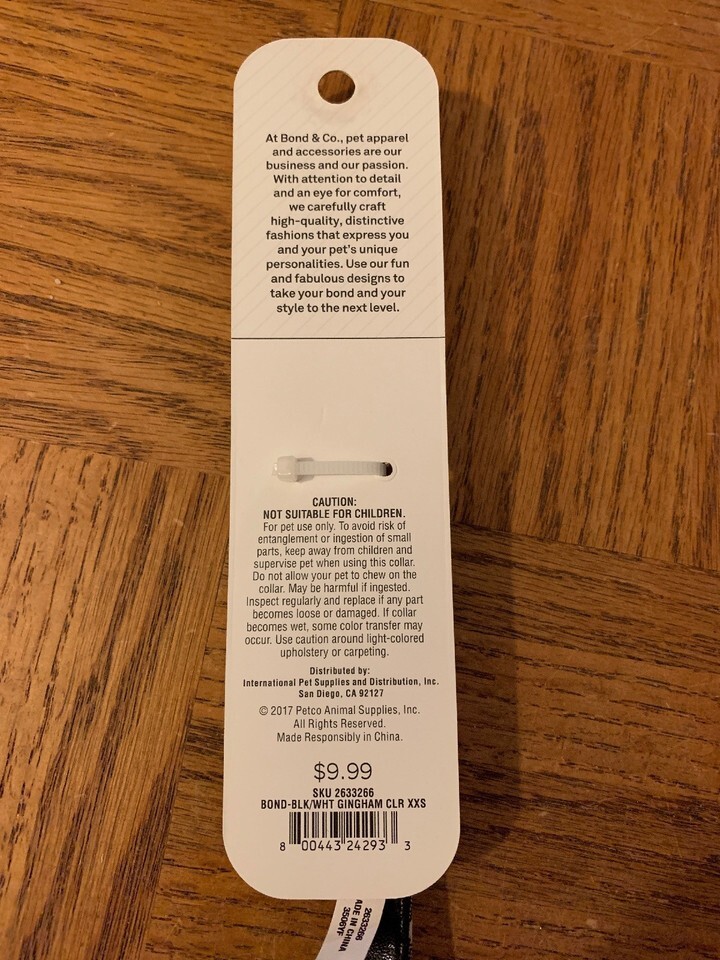 At Bond & Co., pet apparel
and accessories are our
business and our passion.
With attention to detail
and an eye for comfort,
we carefully craft
high-quality, distinctive
fashions that express you
and your pet's unique
personalities. Use our fun
and fabulous designs to
take your bond and your
style to the next level.
CAUTION:
NOT SUITABLE FOR CHILDREN.
For pet use only. To avoid risk of
entanglement or ingestion of small
parts, keep away from children and
supervise pet when using this collar.
Do not allow your pet to chew on the
collar. May be harmful if ingested.
Inspect regularly and replace if any part
becomes loose or damaged. If collar
becomes wet, some color transfer may
occur. Use caution around light-colored
upholstery or carpeting.
Distributed by:
International Pet Supplies and Distribution, Inc.
San Diego, CA 92127
© 2017 Petco Animal Supplies, Inc.
All Rights Reserved.
Made Responsibly in China.
$9.99
SKU 2633266
BOND-BLK/WHT GINGHAM CLR XXS
8 00443 24293 3
2633266
ADE IN CHINA
3506YF